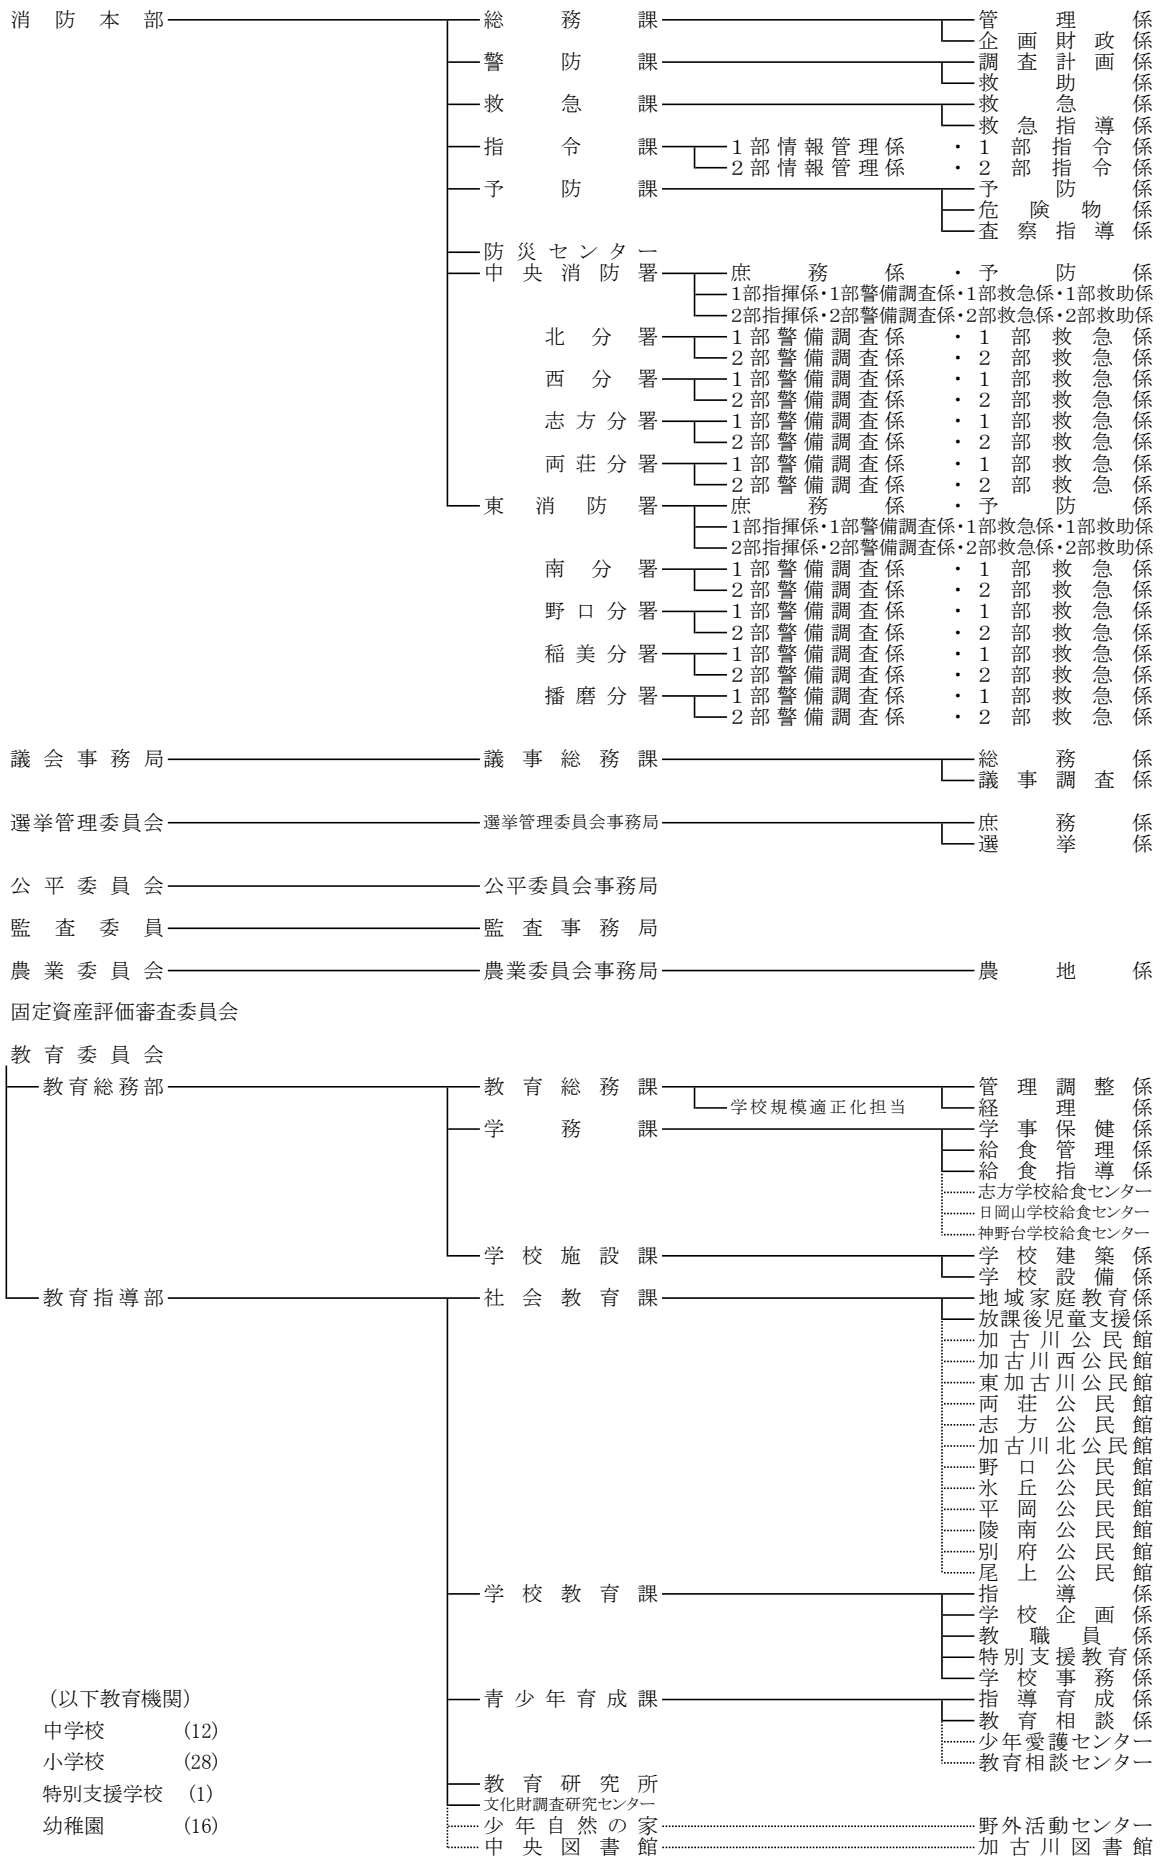 消防本部 総務課 管理係
企画財政係
警防課 調査計画係
救助係
救急課 救急係
救急指導係
指令課 1部情報管理係・1部指令係
2部情報管理係・2部指令係
予防課 予防係
危険物係
査察指導係
防災センター
中央消防署 庶務係・予防係
1部指揮係・1部警備調査係・1部救急係・1部救助係
2部指揮係・2部警備調査係・2部救急係・2部救助係
北分署 1部警備調査係・1部救急係
2部警備調査係・2部救急係
西分署 1部警備調査係・1部救急係
2部警備調査係・2部救急係
志方分署 1部警備調査係・1部救急係
2部警備調査係・2部救急係
両荘分署 1部警備調査係・1部救急係
2部警備調査係・2部救急係
東消防署 庶務係・予防係
1部指揮係・1部警備調査係・1部救急係・1部救助係
2部指揮係・2部警備調査係・2部救急係・2部救助係
南分署 1部警備調査係・1部救急係
2部警備調査係・2部救急係
野口分署 1部警備調査係・1部救急係
2部警備調査係・2部救急係
稲美分署 1部警備調査係・1部救急係
2部警備調査係・2部救急係
播磨分署 1部警備調査係・1部救急係
2部警備調査係・2部救急係
議会事務局 議事総務課 総務係
議事調査係
選挙管理委員会 選挙管理委員会事務局 庶務係
選挙係
公平委員会 公平委員会事務局
監査委員 監査事務局
農業委員会 農業委員会事務局 農地係
固定資産評価審査委員会
教育委員会
教育総務部 教育総務課 管理調整係
学校規模適正化担当 経理係
学務課 学事保健係
給食管理係
給食指導係
志方学校給食センター
日岡山学校給食センター
神野台学校給食センター
学校施設課 学校建築係
学校設備係
教育指導部 社会教育課 地域家庭教育係
放課後児童支援係
加古川公民館
加古川西公民館
東加古川公民館
両荘公民館
志方公民館
加古川北公民館
野口公民館
氷丘公民館
平岡公民館
陵南公民館
別府公民館
尾上公民館
学校教育課 指導係
学校企画係
教職員係
特別支援教育係
学校事務係
(以下教育機関) 青少年育成課 指導育成係
教育相談係
中学校 (12)
少年愛護センター
小学校 (28) 教育相談センター
教育研究所
特別支援学校 (1)
文化財調査研究センター
幼稚園 (16) 少年自然の家 野外活動センター
中央図書館 加古川図書館